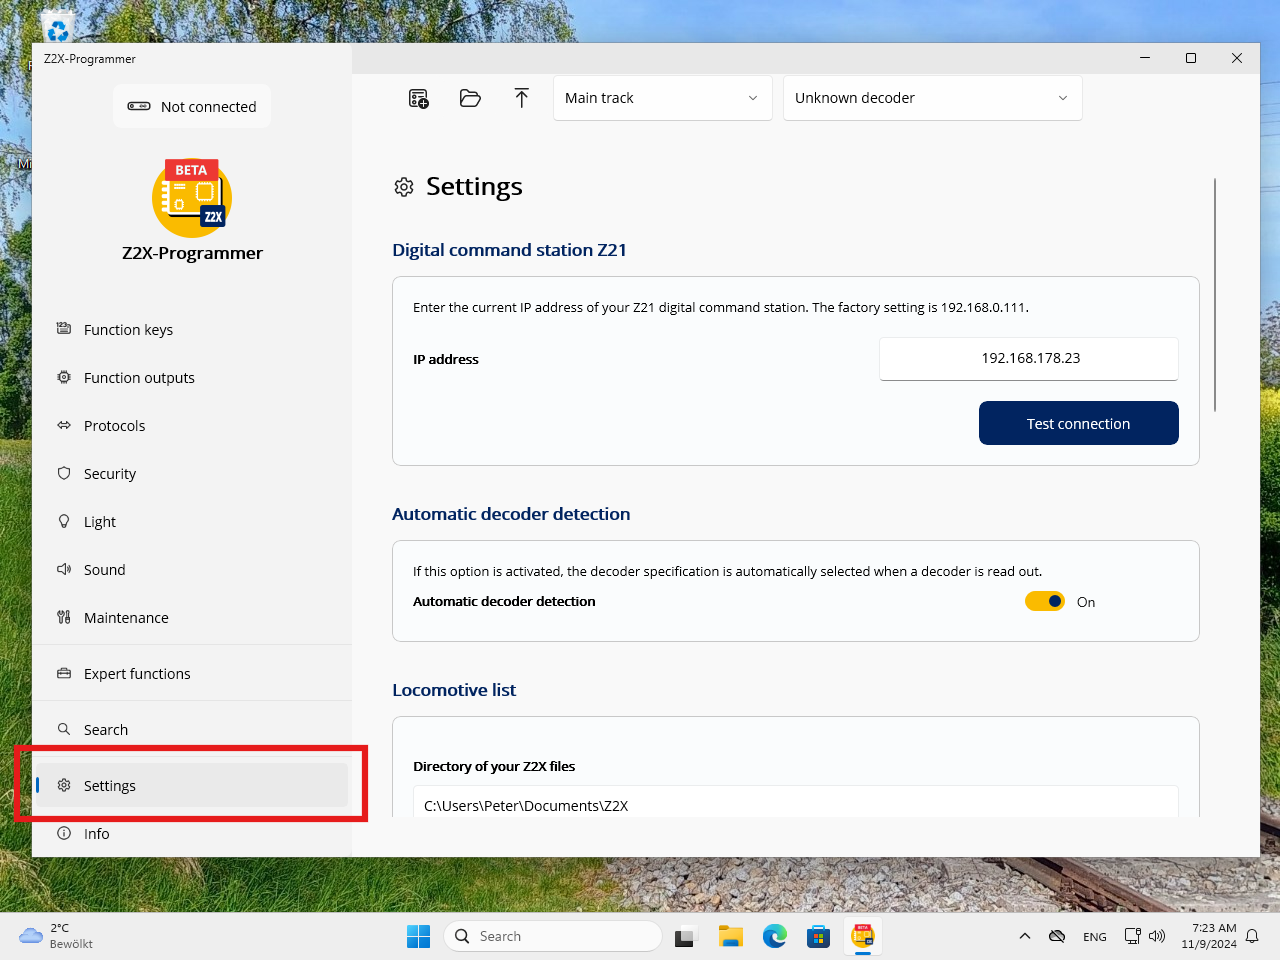 Z2X-Programmer
Not connected
BETA
Z2X
Z2X-Programmer
Function keys
Function outputs
Protocols
Security
Light
Sound
Maintenance
Expert functions
Search
Settings
Info
Main track
Unknown decoder
Settings
Digital command station Z21
Enter the current IP address of your Z21 digital command station. The factory setting is 192.168.0.111.
IP address
192.168.178.23
Test connection
Automatic decoder detection
If this option is activated, the decoder specification is automatically selected when a decoder is read out.
Automatic decoder detection
On
Locomotive list
Directory of your Z2X files
C:\Users\Peter\Documents\Z2X
2°C
Bewölkt
Search
BETA
ENG
7:23 AM
11/9/2024